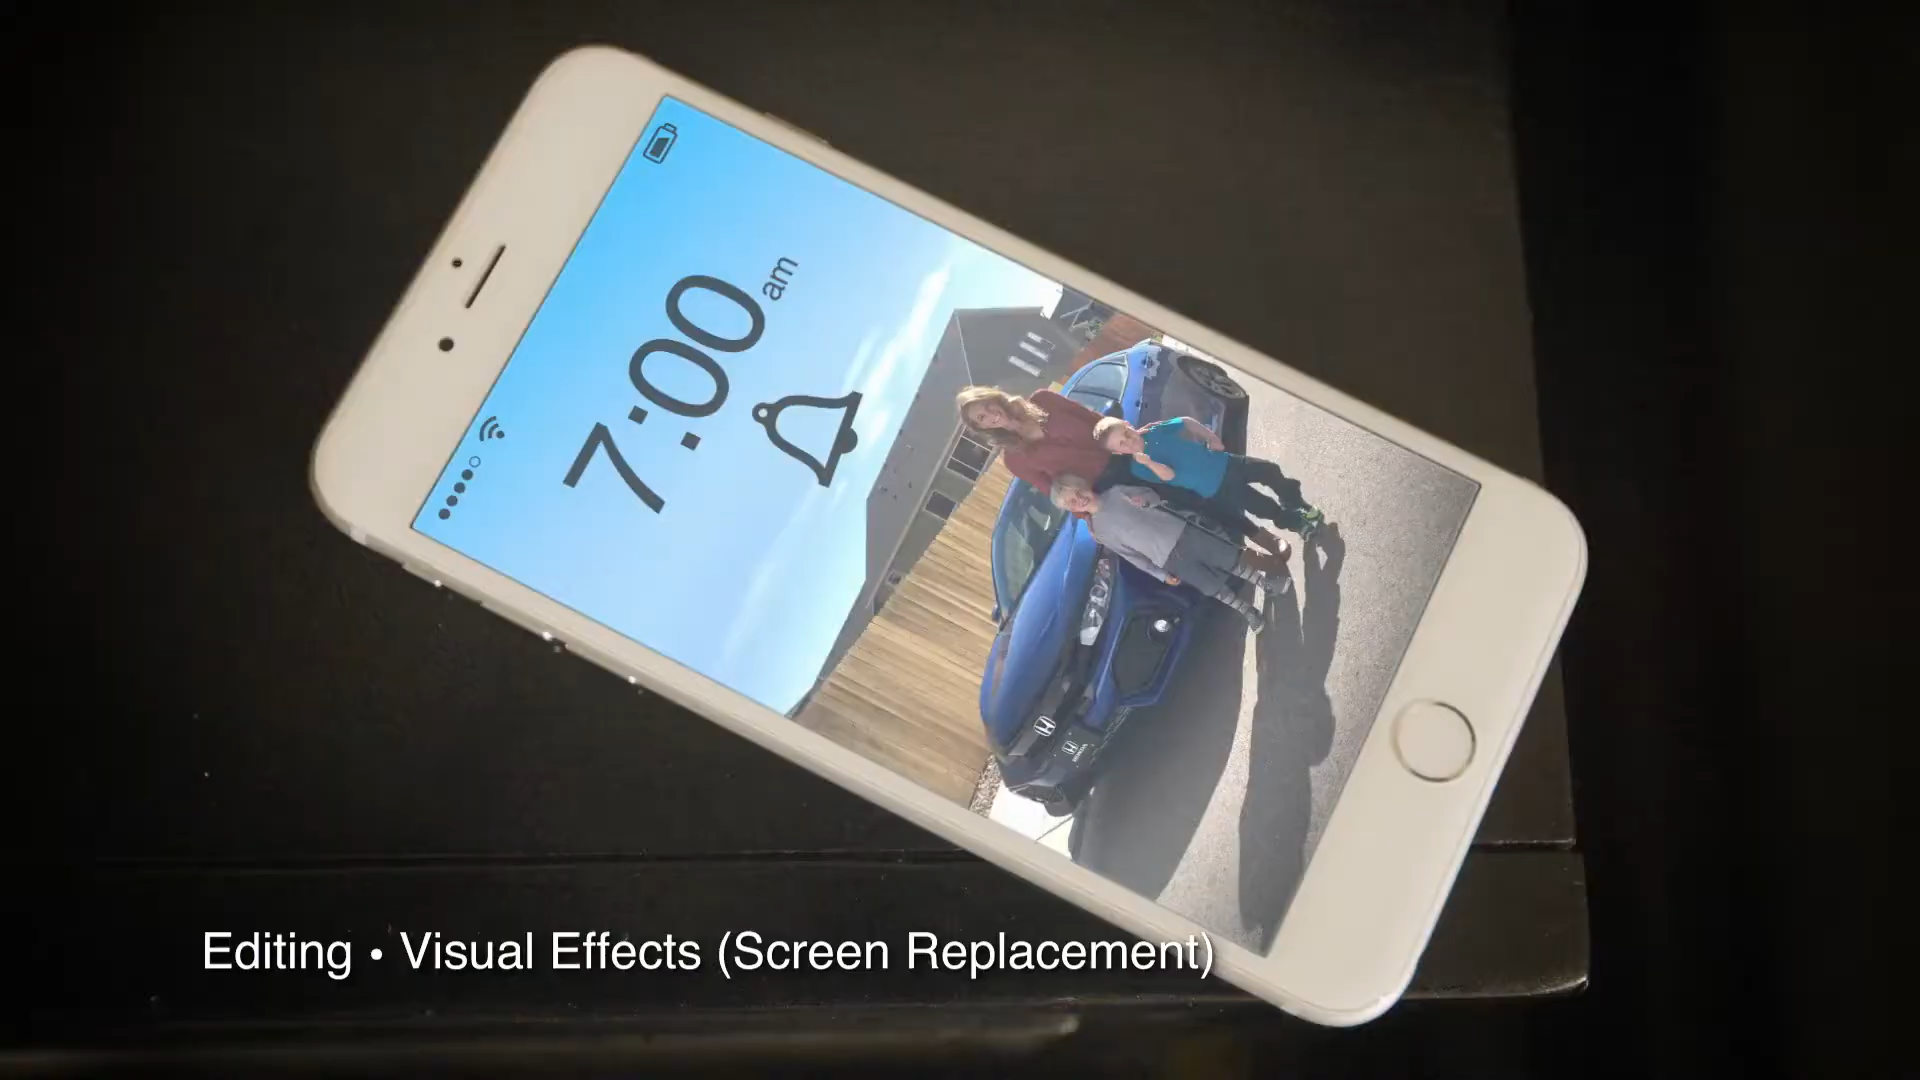 7:00 am
Editing • Visual Effects (Screen Replacement)